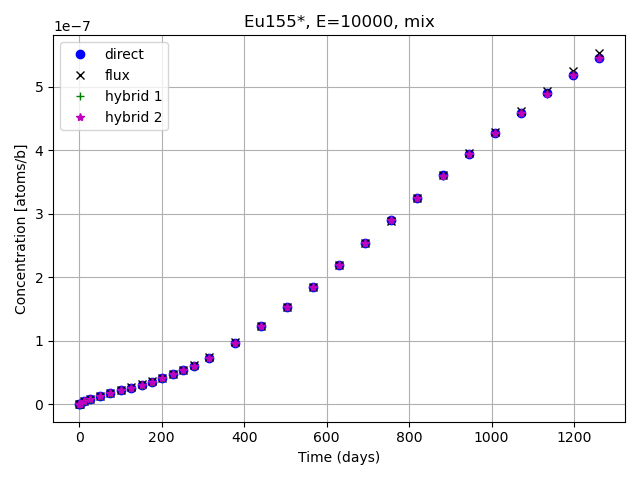 Eu155*, E=10000, mix
1e−7
direct
flux
hybrid 1
hybrid 2
Concentration [atoms/b]
5
4
3
2
1
0
0 200 400 600 800 1000 1200
Time (days)